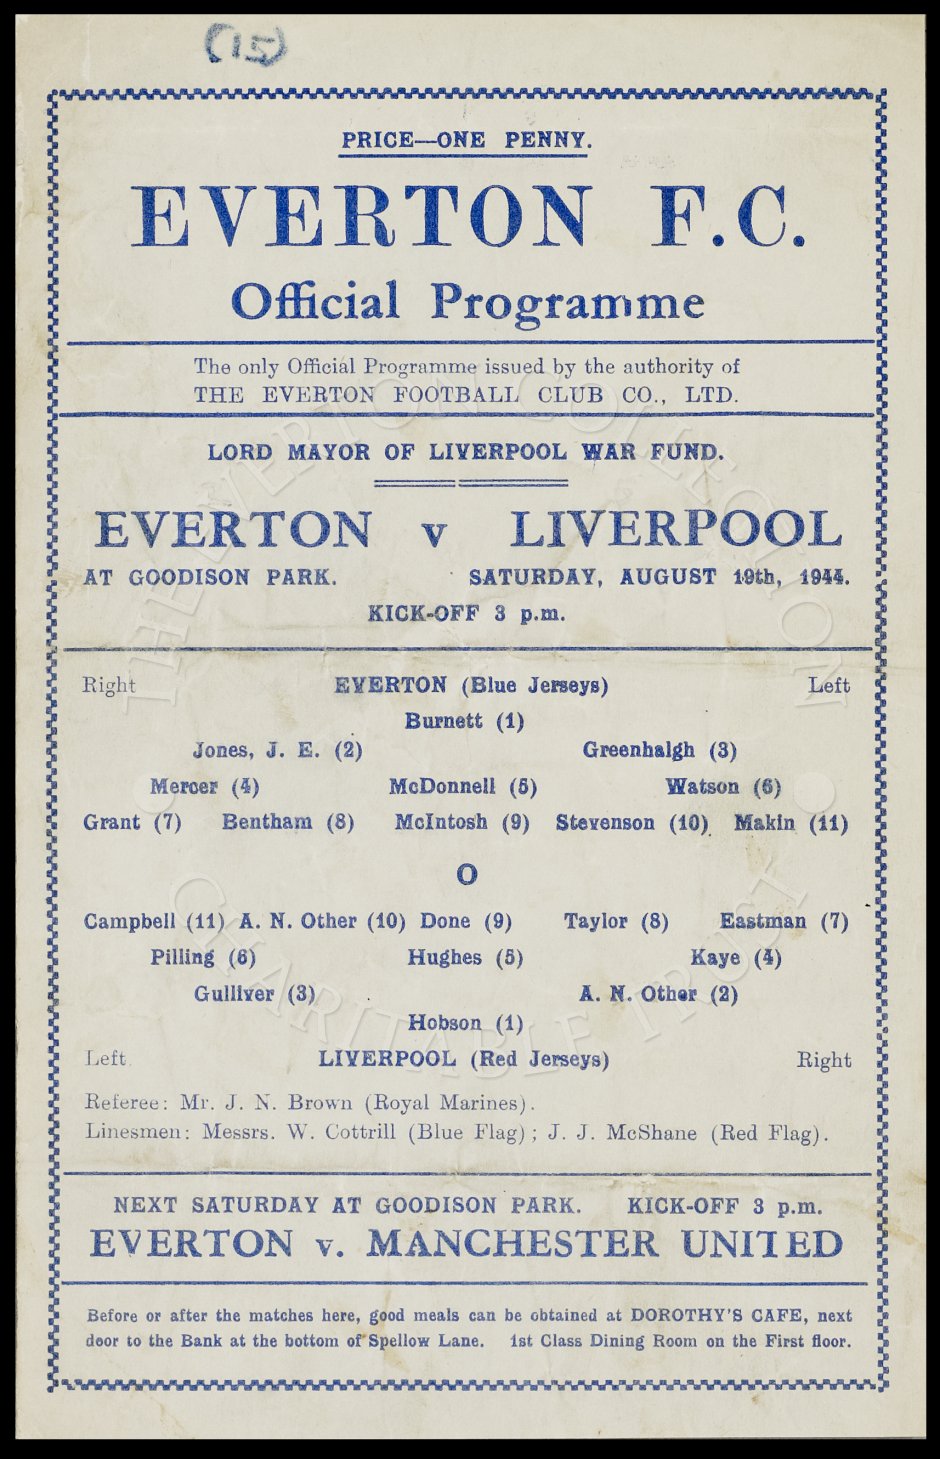 (15)
PRICE—ONE PENNY.
EVERTON F.C.
Official Programme
The only Official Programme issued by the authority of
THE EVERTON FOOTBALL CLUB CO., LTD.
LORD MAYOR OF LIVERPOOL WAR FUND.
EVERTON v LIVERPOOL
AT GOODISON PARK. SATURDAY, AUGUST 19th, 1944.
KICK-OFF 3 p.m.
Right EVERTON (Blue Jerseys) Left
Burnett (1)
Jones, J. E. (2) Greenhalgh (3)
Mercer (4) McDonnell (5) Watson (6)
Grant (7) Bentham (8) McIntosh (9) Stevenson (10) Makin (11)
O
Campbell (11) A. N. Other (10) Done (9) Taylor (8) Eastman (7)
Pilling (6) Hughes (5) Kaye (4)
Gulliver (3) A. N. Other (2)
Hobson (1)
Left LIVERPOOL (Red Jerseys) Right
Referee: Mr. J. N. Brown (Royal Marines).
Linesmen: Messrs. W. Cottrill (Blue Flag); J. J. McShane (Red Flag).
NEXT SATURDAY AT GOODISON PARK. KICK-OFF 3 p.m.
EVERTON v. MANCHESTER UNITED
Before or after the matches here, good meals can be obtained at DOROTHY'S CAFE, next
door to the Bank at the bottom of Spellow Lane. 1st Class Dining Room on the First floor.
THE EVERTON COLLECTION
CHARITABLE TRUST